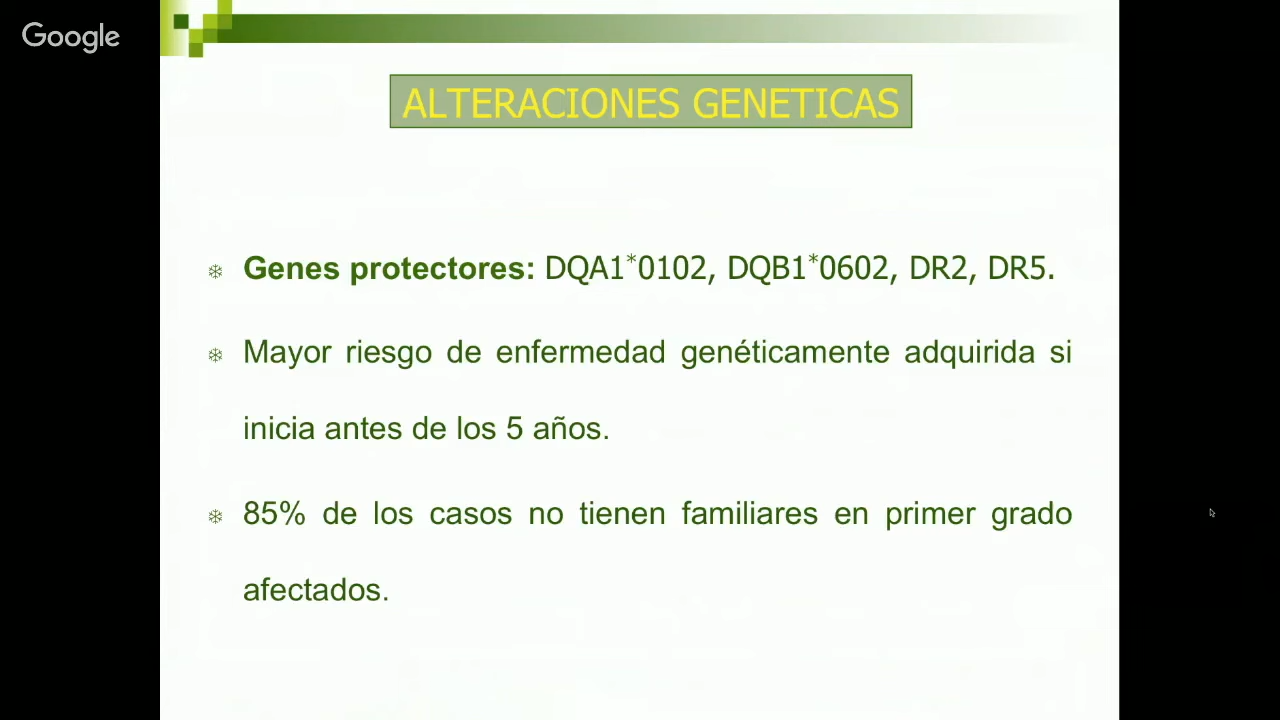 Google
ALTERACIONES GENETICAS
Genes protectores: DQA1*0102, DQB1*0602, DR2, DR5.
Mayor riesgo de enfermedad genéticamente adquirida si
inicia antes de los 5 años.
85% de los casos no tienen familiares en primer grado
afectados.